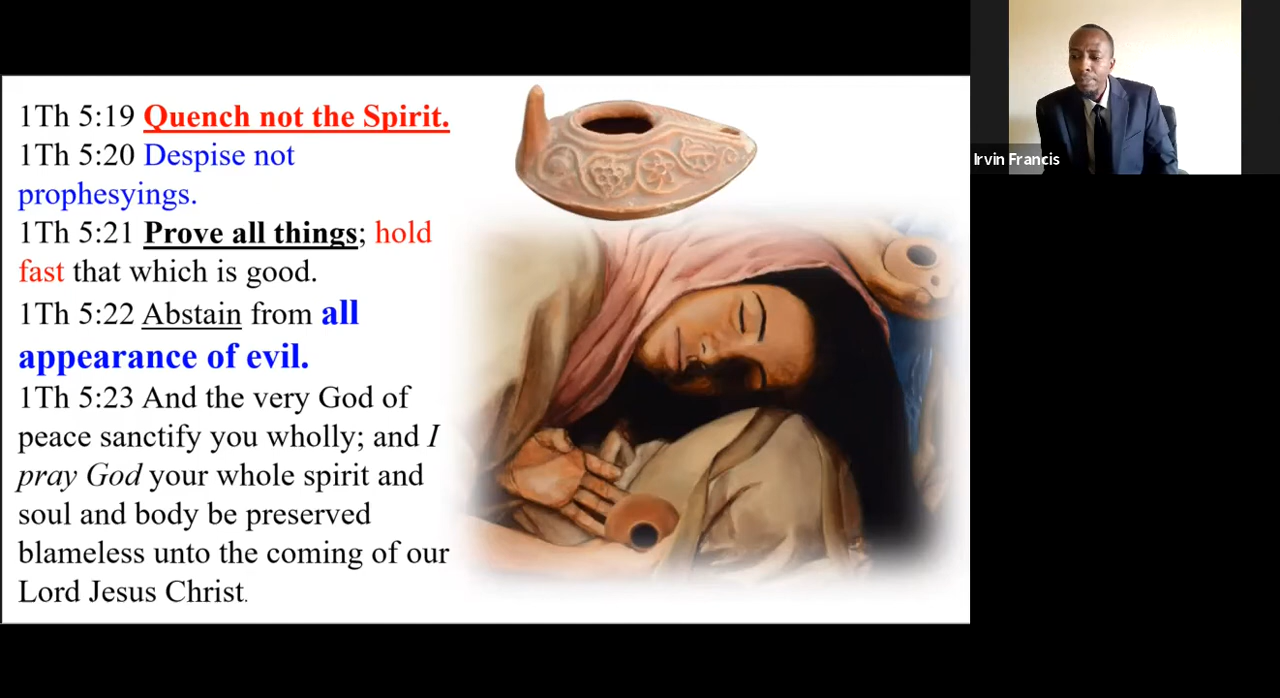 1Th 5:19 Quench not the Spirit.
1Th 5:20 Despise not
prophesyings.
1Th 5:21 Prove all things; hold
fast that which is good.
1Th 5:22 Abstain from all
appearance of evil.
1Th 5:23 And the very God of
peace sanctify you wholly; and I
pray God your whole spirit and
soul and body be preserved
blameless unto the coming of our
Lord Jesus Christ.
Irvin Francis